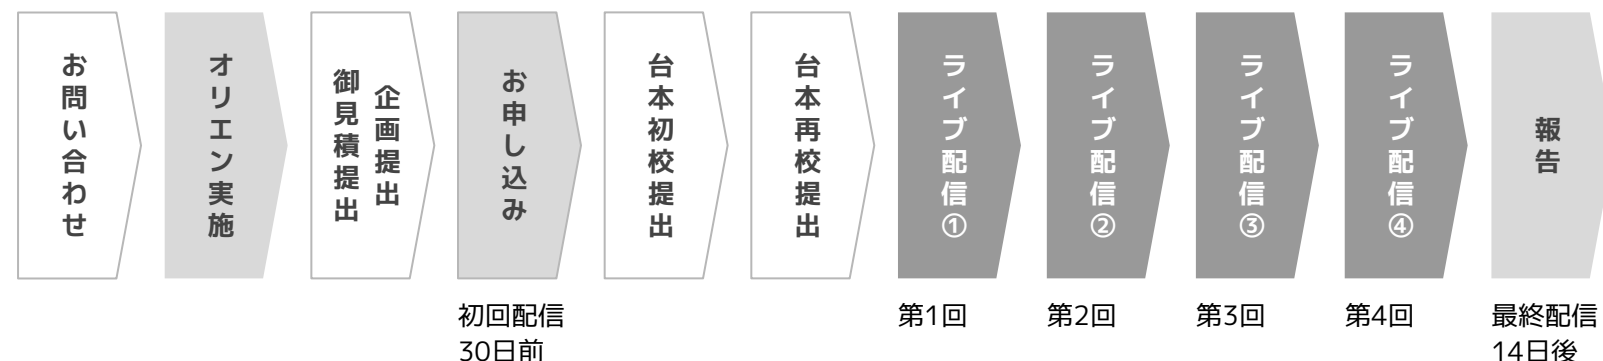 お問い合わせ
オリエン実施
企画提出
御見積提出
お申し込み
台本初校提出
台本再校提出
ライブ配信①
ライブ配信②
ライブ配信③
ライブ配信④
報告
初回配信
30日前
第1回
第2回
第3回
第4回
最終配信
14日後